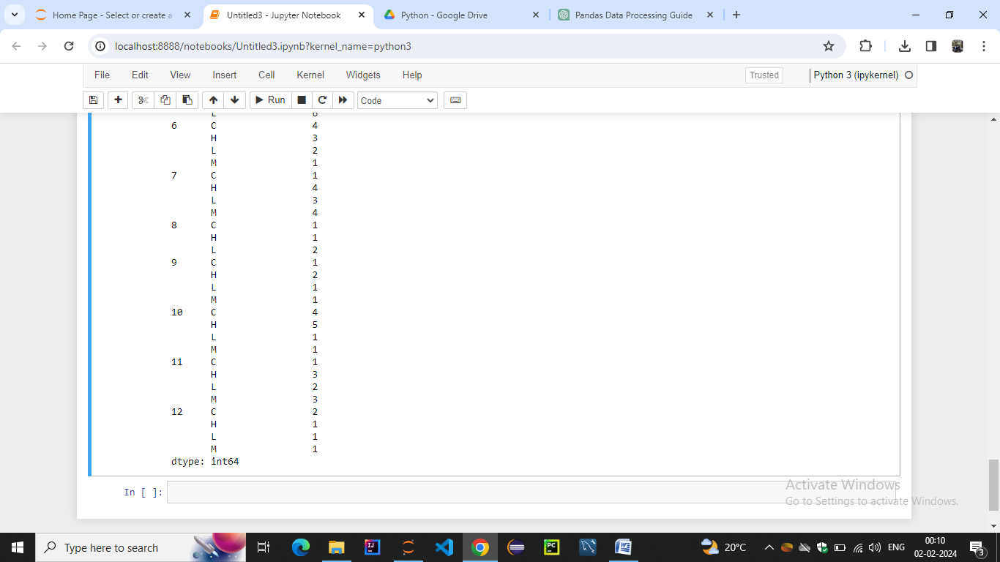 Home Page - Select or create a
Untitled3 - Jupyter Notebook
Python - Google Drive
Pandas Data Processing Guide
localhost:8888/notebooks/Untitled3.ipynb?kernel_name=python3
File Edit View Insert Cell Kernel Widgets Help
Trusted
Python 3 (ipykernel)
Run
Code
L 6
6 C 4
H 3
L 2
M 1
7 C 1
H 4
L 3
M 4
8 C 1
H 1
L 2
9 C 1
H 2
L 1
M 1
10 C 4
H 5
L 1
M 1
11 C 1
H 3
L 2
M 3
12 C 2
H 1
L 1
M 1
dtype: int64
In [ ]:
Activate Windows
Go to Settings to activate Windows.
Type here to search
IJ
PC
W
20°C
ENG
00:10
02-02-2024
3